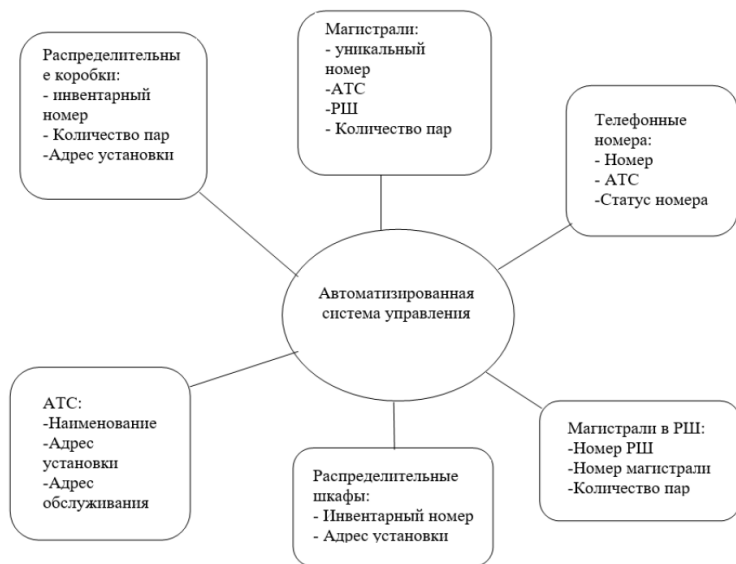 Распределительны
е коробки:
- инвентарный
номер
- Количество пар
-Адрес установки
Магистрали:
- уникальный
номер
-АТС
-РШ
- Количество пар
Телефонные
номера:
- Номер
- АТС
-Статус номера
Автоматизированная
система управления
АТС:
-Наименование
-Адрес
установки
-Адрес
обслуживания
Распределительные
шкафы:
- Инвентарный номер
- Адрес установки
Магистрали в РШ:
-Номер РШ
-Номер магистрали
-Количество пар